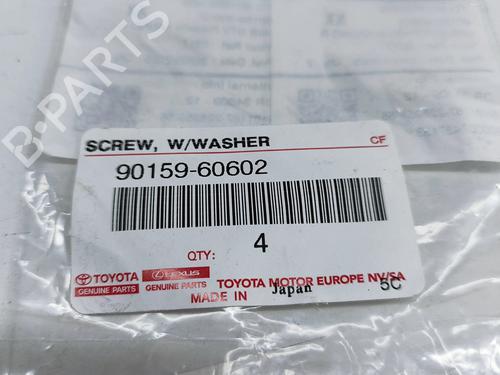 B-PARTS
SCREW, W/WASHER CF
90159-60602
QTY: 4
TOYOTA LEXUS TOYOTA MOTOR EUROPE NV/SA
GENUINE PARTS GENUINE PARTS
MADE IN Japan 5C